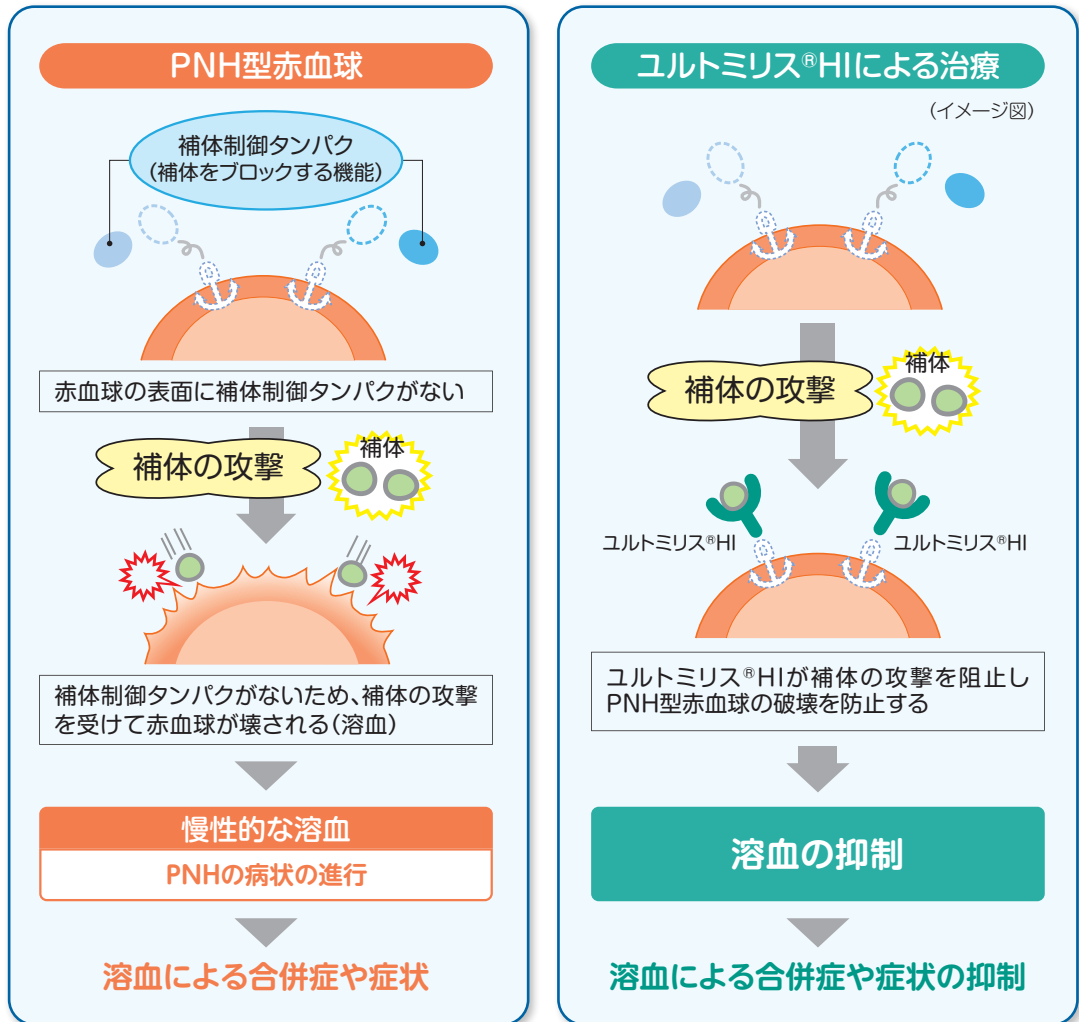 PNH型赤血球
補体制御タンパク
（補体をブロックする機能）
赤血球の表面に補体制御タンパクがない
補体の攻撃
補体
補体制御タンパクがないため、補体の攻撃
を受けて赤血球が壊される（溶血）
慢性的な溶血
PNHの病状の進行
溶血による合併症や症状
ユルトミリス®HIによる治療
（イメージ図）
補体の攻撃
補体
ユルトミリス®HI
ユルトミリス®HI
ユルトミリス®HIが補体の攻撃を阻止し
PNH型赤血球の破壊を防止する
溶血の抑制
溶血による合併症や症状の抑制